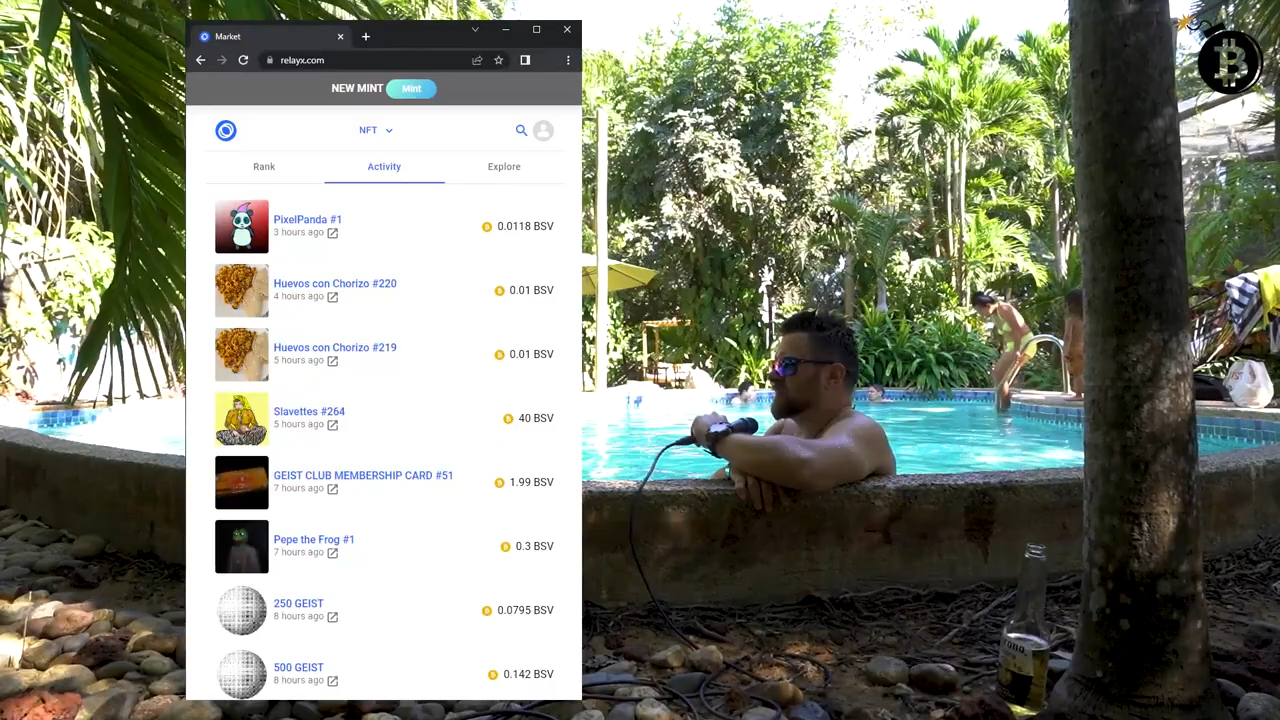 Market
relayx.com
NEW MINT Mint
NFT
Rank Activity Explore
PixelPanda #1
3 hours ago
0.0118 BSV
Huevos con Chorizo #220
4 hours ago
0.01 BSV
Huevos con Chorizo #219
5 hours ago
0.01 BSV
Slavettes #264
5 hours ago
40 BSV
GEIST CLUB MEMBERSHIP CARD #51
7 hours ago
1.99 BSV
Pepe the Frog #1
7 hours ago
0.3 BSV
250 GEIST
8 hours ago
0.0795 BSV
500 GEIST
8 hours ago
0.142 BSV